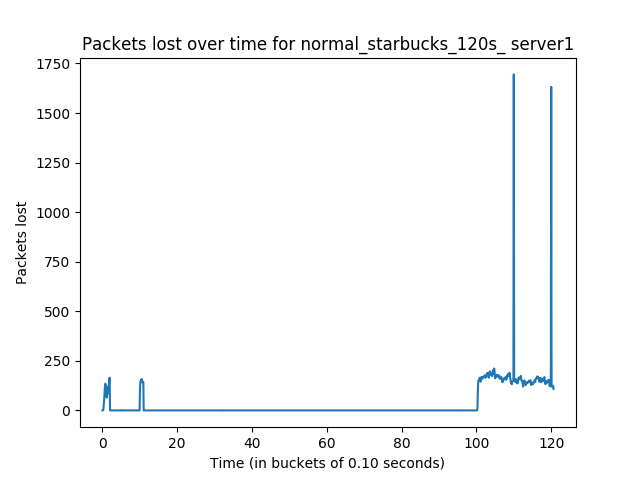 Packets lost over time for normal_starbucks_120s_ server1
1750
1500
1250
1000
750
500
250
0
Packets lost
0 20 40 60 80 100 120
Time (in buckets of 0.10 seconds)